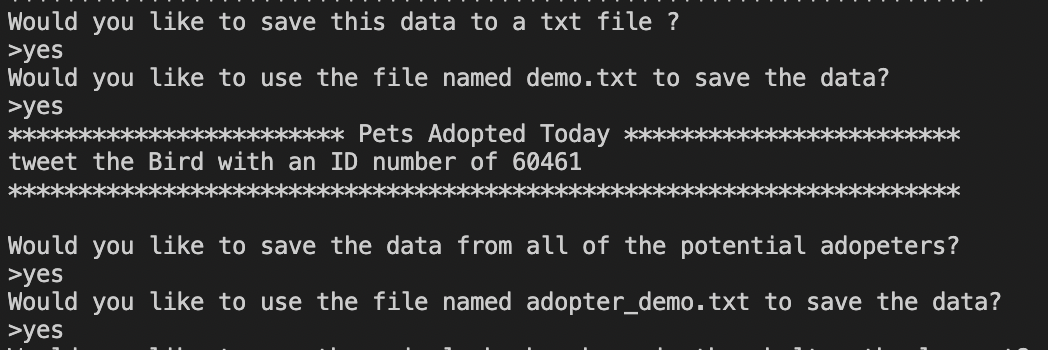 Would you like to save this data to a txt file ?
>yes
Would you like to use the file named demo.txt to save the data?
>yes
************************ Pets Adopted Today ************************
tweet the Bird with an ID number of 60461
********************************************************************
Would you like to save the data from all of the potential adopeters?
>yes
Would you like to use the file named adopter_demo.txt to save the data?
>yes